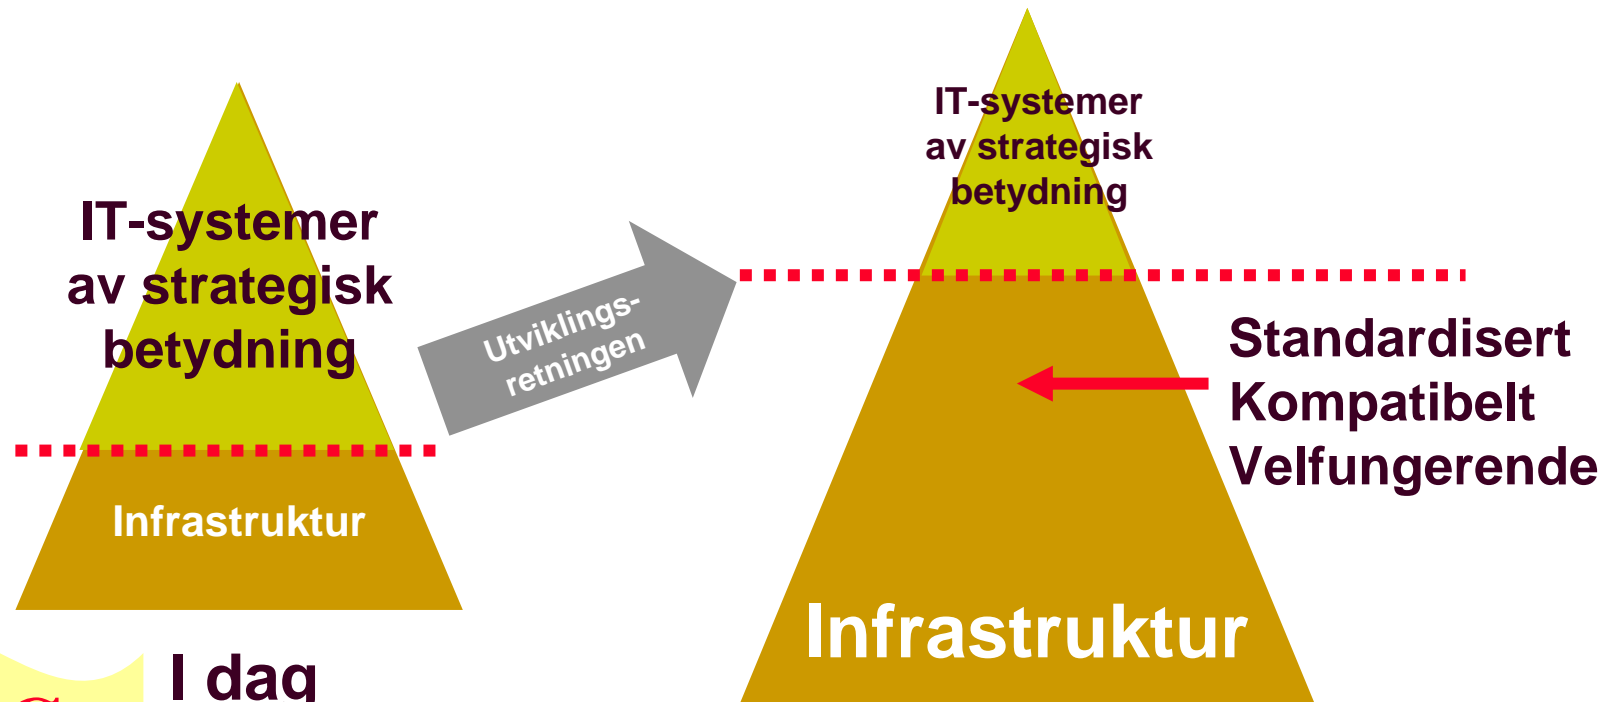 IT-systemer
av strategisk
betydning
Infrastruktur
I dag
Utviklings-
retningen
IT-systemer
av strategisk
betydning
Standardisert
Kompatibelt
Velfungerende
Infrastruktur